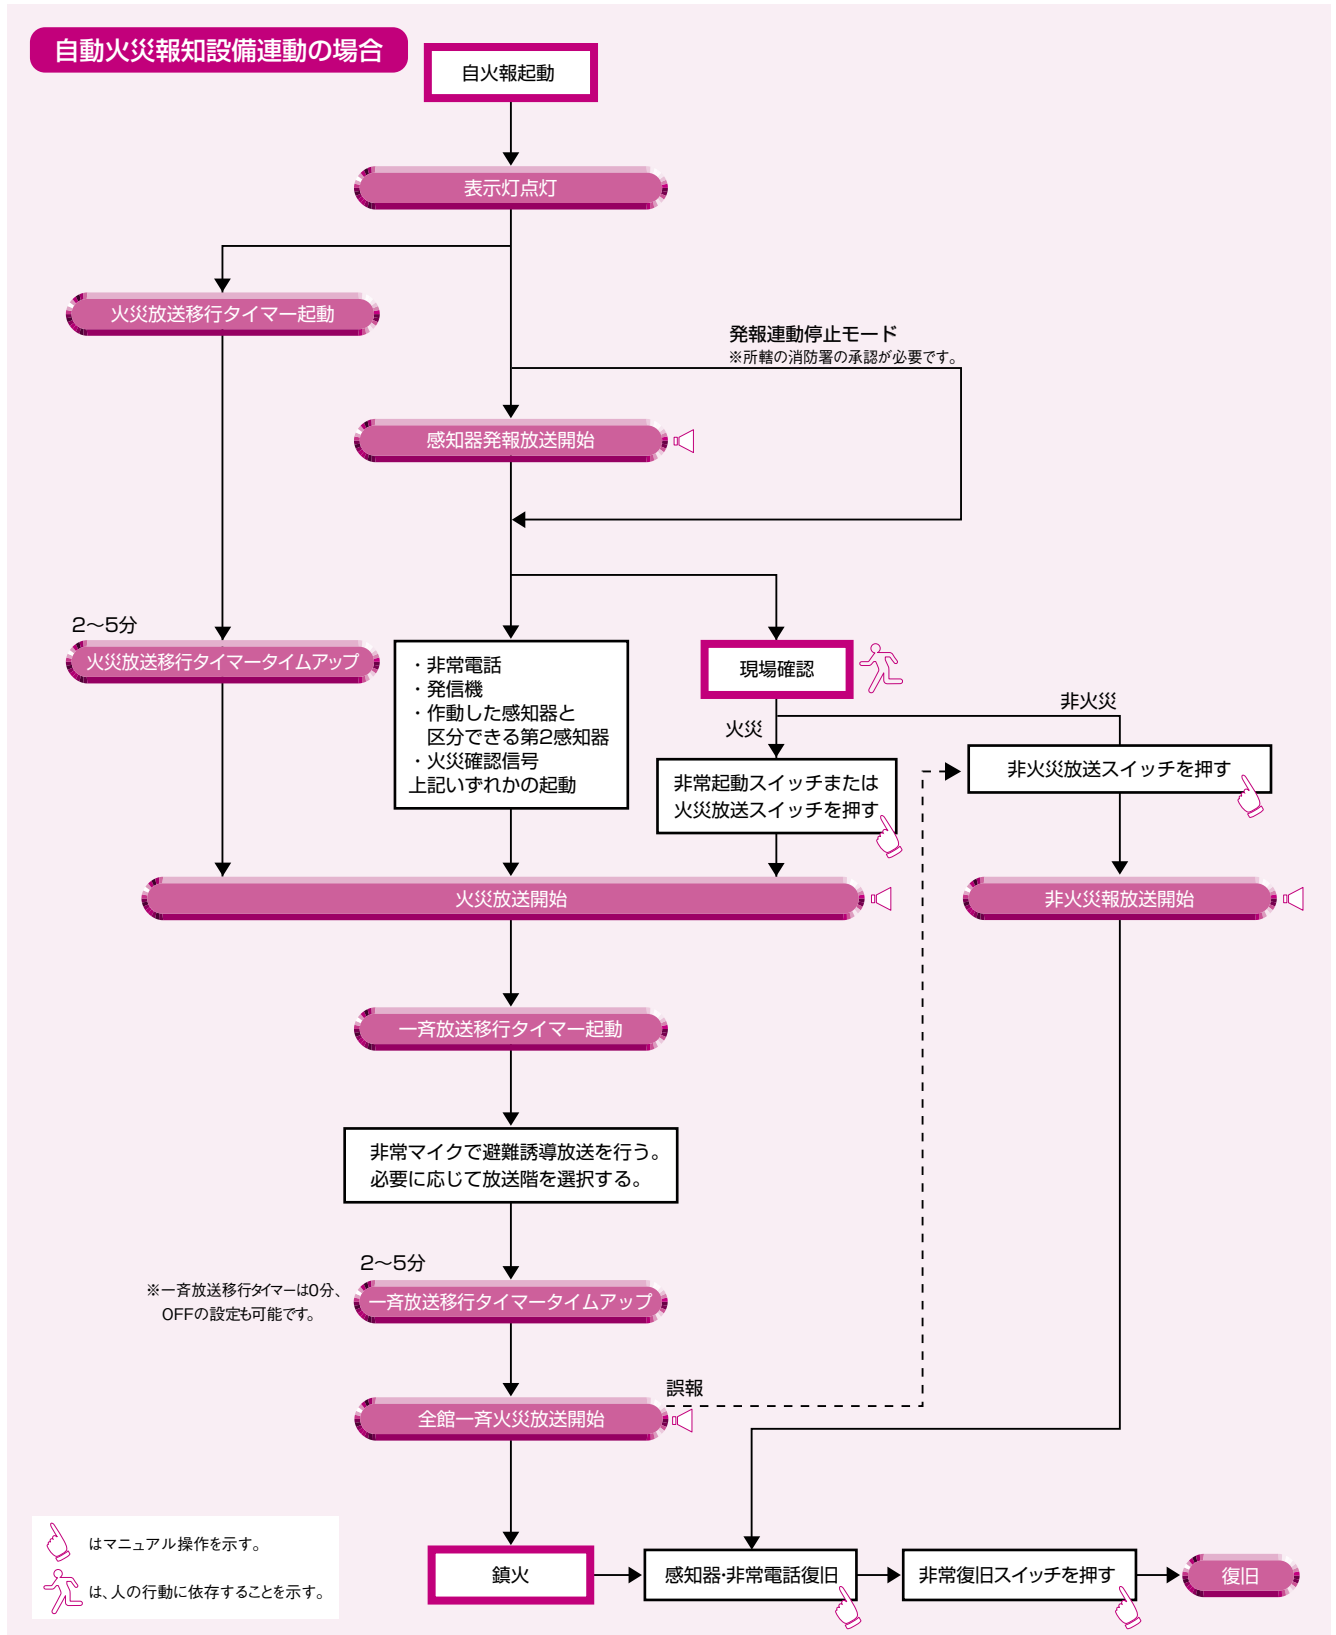 自動火災報知設備連動の場合
自火報起動
表示灯点灯
火災放送移行タイマー起動
発報連動停止モード
※所轄の消防署の承認が必要です。
感知器発報放送開始
2〜5分
火災放送移行タイマータイムアップ
・非常電話
・発信機
・作動した感知器と
区分できる第2感知器
・火災確認信号
上記いずれかの起動
現場確認
火災
非火災
非常起動スイッチまたは
火災放送スイッチを押す
非火災放送スイッチを押す
火災放送開始
非火災報放送開始
一斉放送移行タイマー起動
非常マイクで避難誘導放送を行う。
必要に応じて放送階を選択する。
2〜5分
※一斉放送移行タイマーは0分、
OFFの設定も可能です。
一斉放送移行タイマータイムアップ
誤報
全館一斉火災放送開始
はマニュアル操作を示す。
は、人の行動に依存することを示す。
鎮火
感知器・非常電話復旧
非常復旧スイッチを押す
復旧